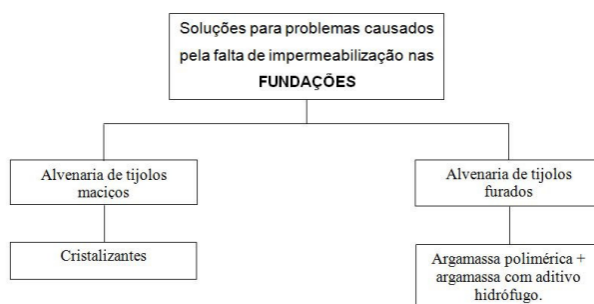 Soluções para problemas causados
pela falta de impermeabilização nas
FUNDAÇÕES
Alvenaria de tijolos
maciços
Alvenaria de tijolos
furados
Cristalizantes
Argamassa polimérica +
argamassa com aditivo
hidrófugo.